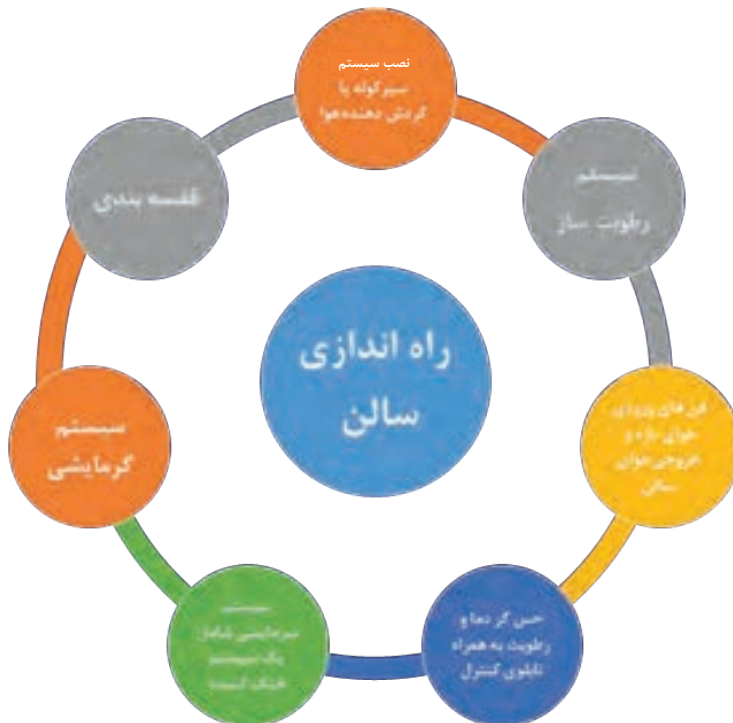 نصب سیستم
سیرکوله یا
گردش دهنده هوا
سیستم
رطوبت ساز
فن های ورودی
هوای تازه و
خروجی هوای
سالن
حس گر دما و
رطوبت به همراه
تابلوی کنترل
سیستم
سرمایشی شامل
یک سیستم
خنک کننده
سیستم
گرمایشی
قفسه بندی
راه اندازی
سالن